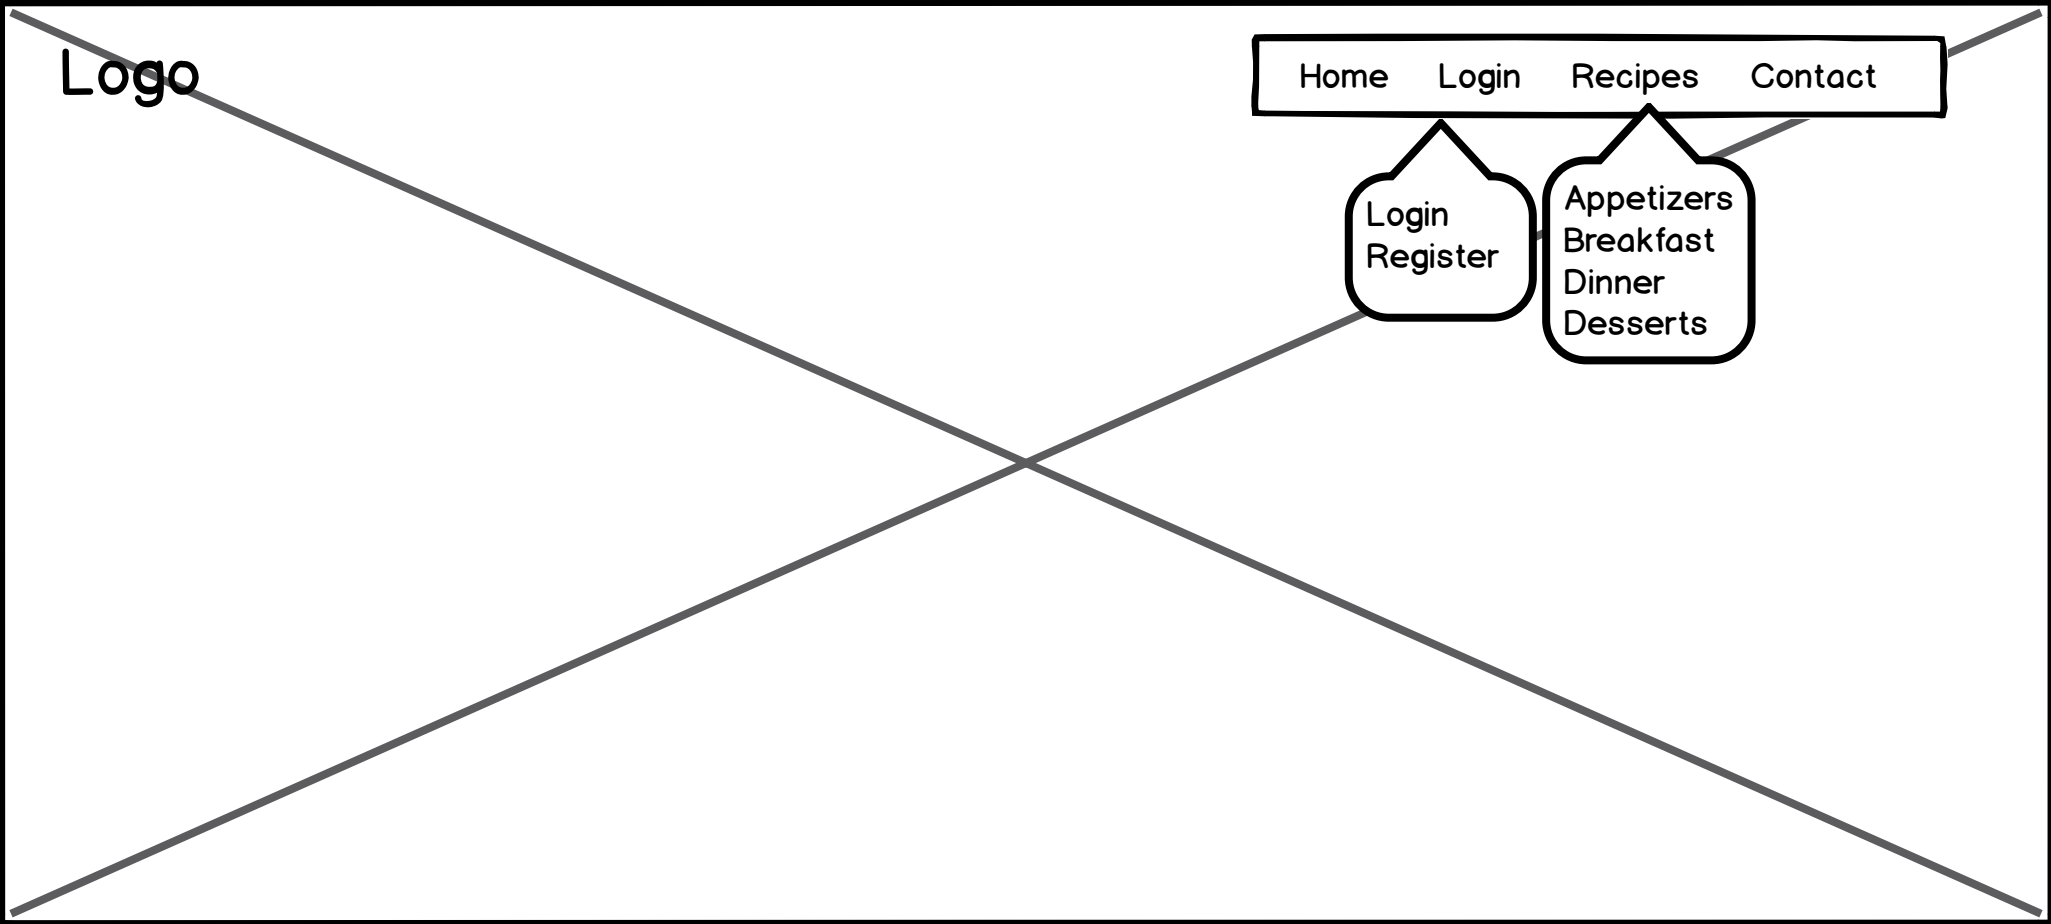 Logo
Home Login Recipes Contact
Login
Register
Appetizers
Breakfast
Dinner
Desserts